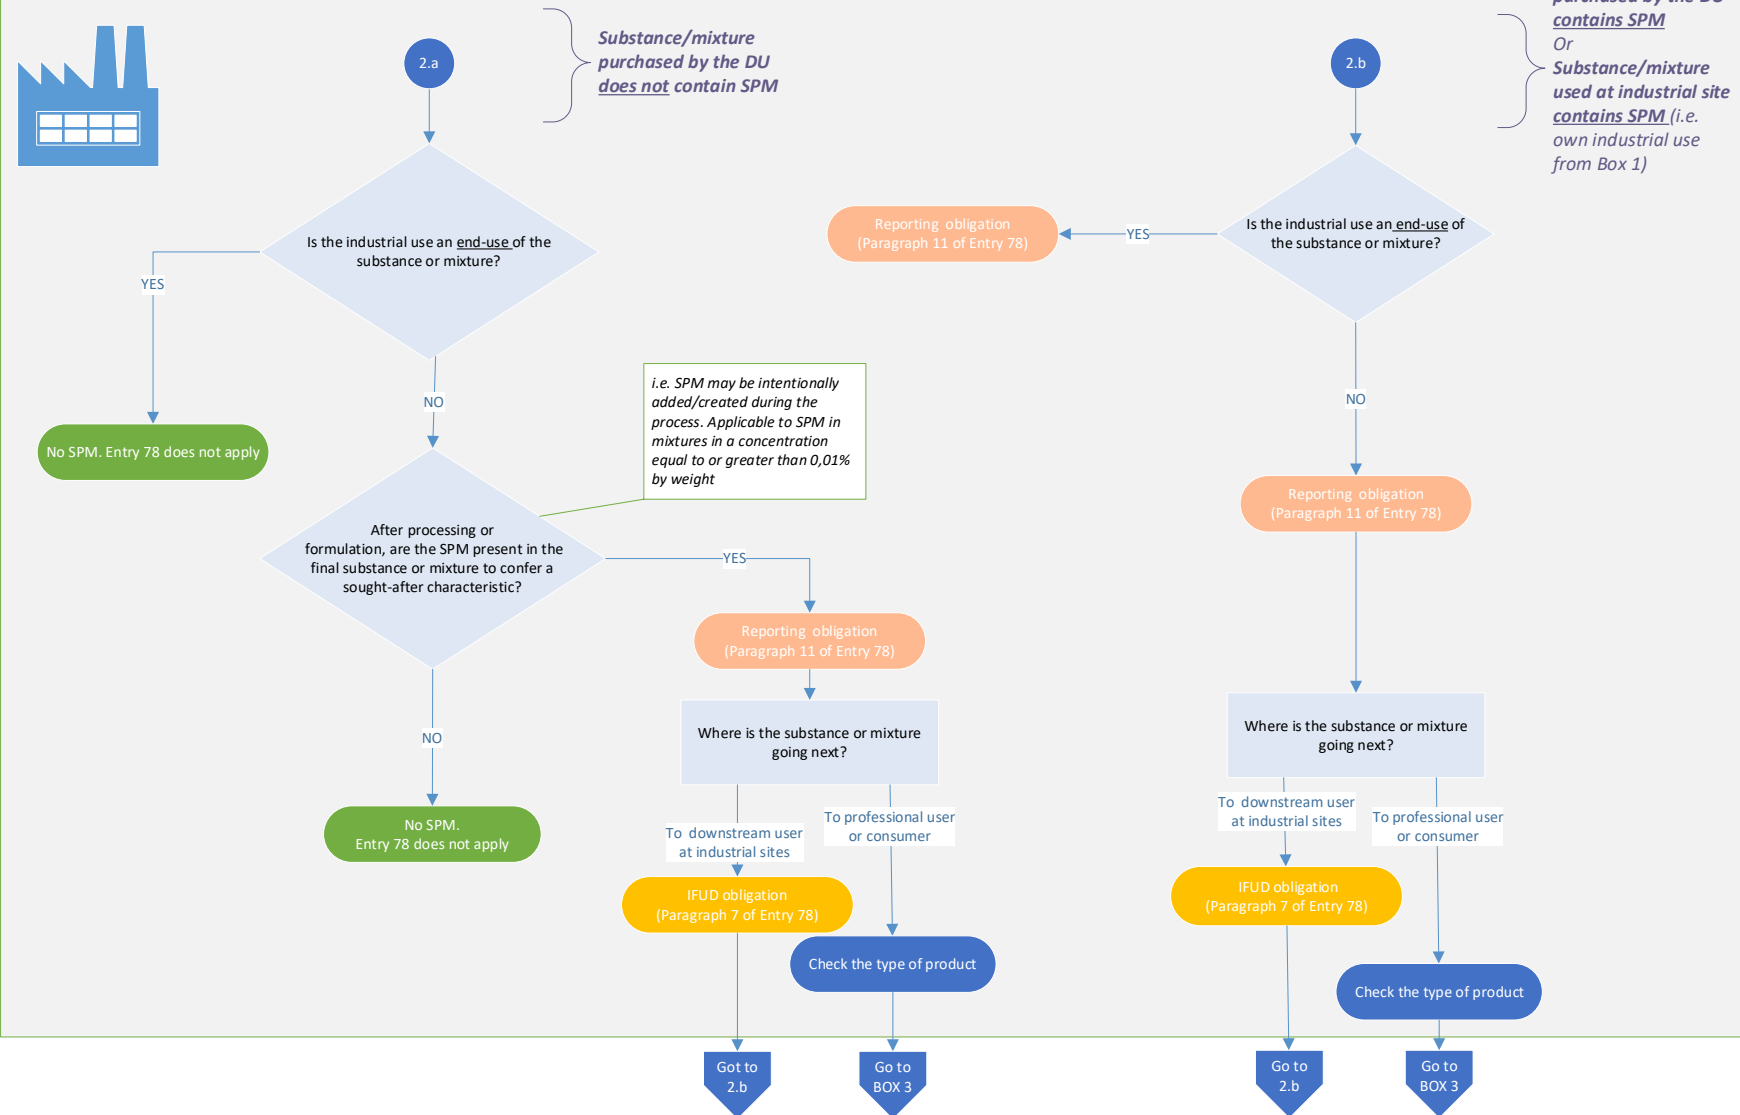 2.a
Substance/mixture
purchased by the DU
does not contain SPM
Is the industrial use an end-use of the
substance or mixture?
YES
No SPM. Entry 78 does not apply
NO
i.e. SPM may be intentionally
added/created during the
process. Applicable to SPM in
mixtures in a concentration
equal to or greater than 0,01%
by weight
After processing or
formulation, are the SPM present in the
final substance or mixture to confer a
sought-after characteristic?
YES
Reporting obligation
(Paragraph 11 of Entry 78)
Where is the substance or mixture
going next?
NO
No SPM.
Entry 78 does not apply
To downstream user
at industrial sites
To professional user
or consumer
IFUD obligation
(Paragraph 7 of Entry 78)
Check the type of product
Got to
2.b
Go to
BOX 3
2.b
purchased by the DU
contains SPM
Or
Substance/mixture
used at industrial site
contains SPM (i.e.
own industrial use
from Box 1)
Is the industrial use an end-use of
the substance or mixture?
YES
Reporting obligation
(Paragraph 11 of Entry 78)
NO
Reporting obligation
(Paragraph 11 of Entry 78)
Where is the substance or mixture
going next?
To downstream user
at industrial sites
To professional user
or consumer
IFUD obligation
(Paragraph 7 of Entry 78)
Check the type of product
Go to
2.b
Go to
BOX 3